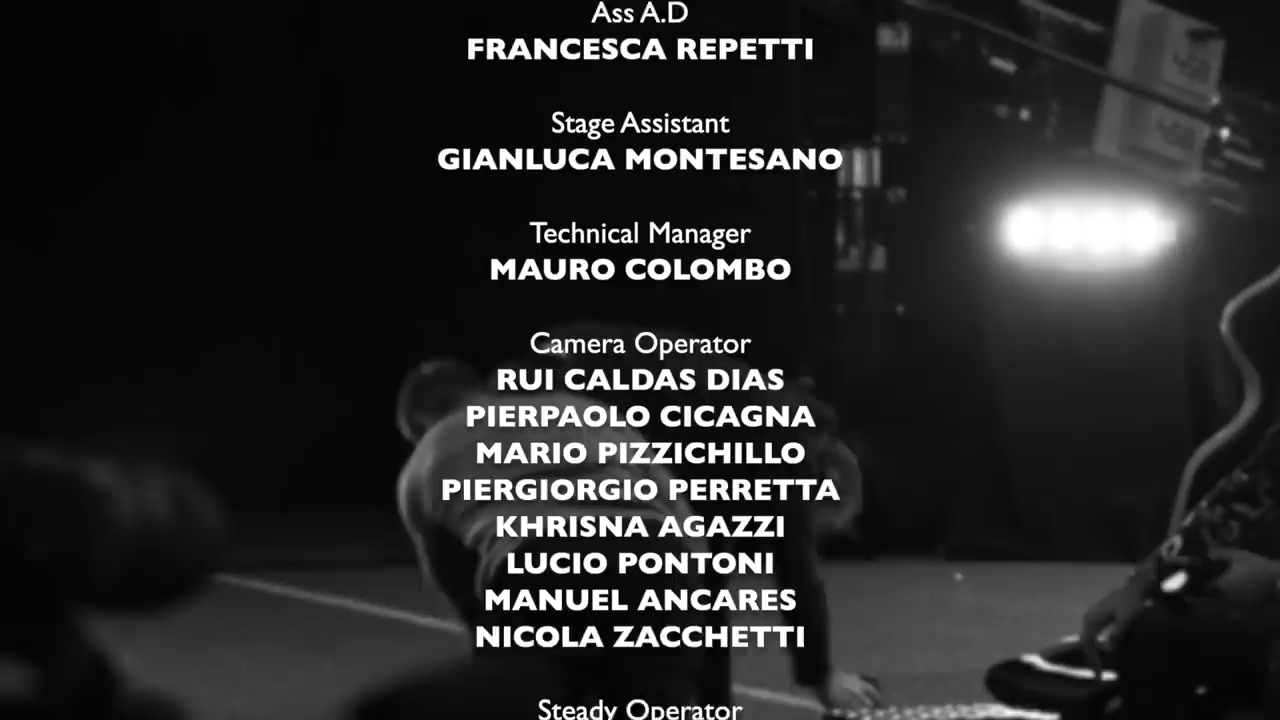 Ass A.D
FRANCESCA REPETTI
Stage Assistant
GIANLUCA MONTESANO
Technical Manager
MAURO COLOMBO
Camera Operator
RUI CALDAS DIAS
PIERPAOLO CICAGNA
MARIO PIZZICHILLO
PIERGIORGIO PERRETTA
KHRISNA AGAZZI
LUCIO PONTONI
MANUEL ANCARES
NICOLA ZACCHETTI
Steady Operator